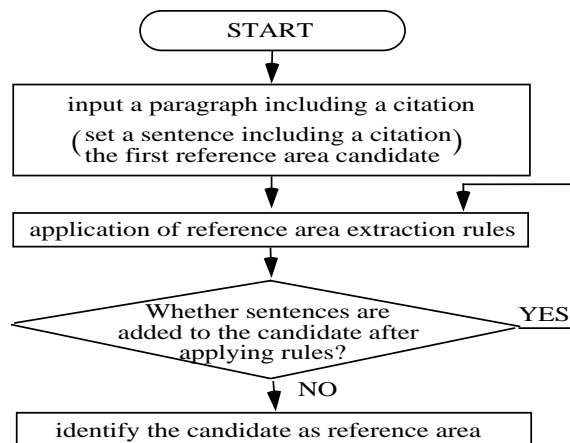 START
input a paragraph including a citation
(set a sentence including a citation
the first reference area candidate)
application of reference area extraction rules
Whether sentences are
added to the candidate after
applying rules?
YES
NO
identify the candidate as reference area